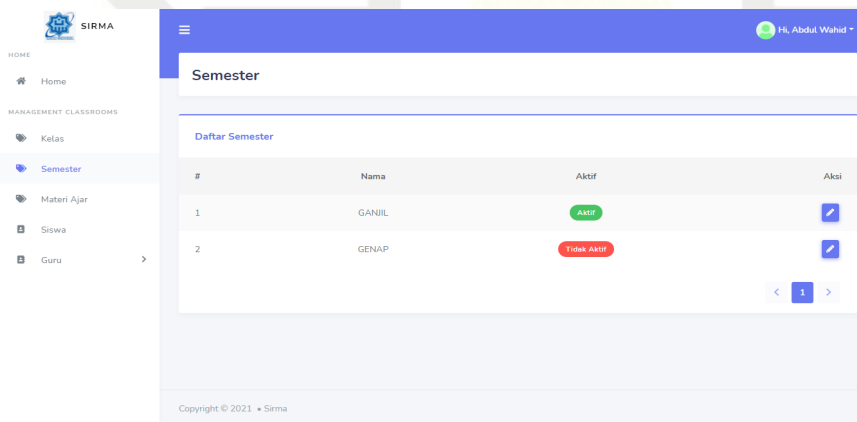 SIRMA
Hi, Abdul Wahid
HOME
Home
MANAGEMENT CLASSROOMS
Kelas
Semester
Materi Ajar
Siswa
Guru
Semester
Daftar Semester
# Nama Aktif Aksi
1 GANJIL Aktif
2 GENAP Tidak Aktif
1
Copyright © 2021 • Sirma